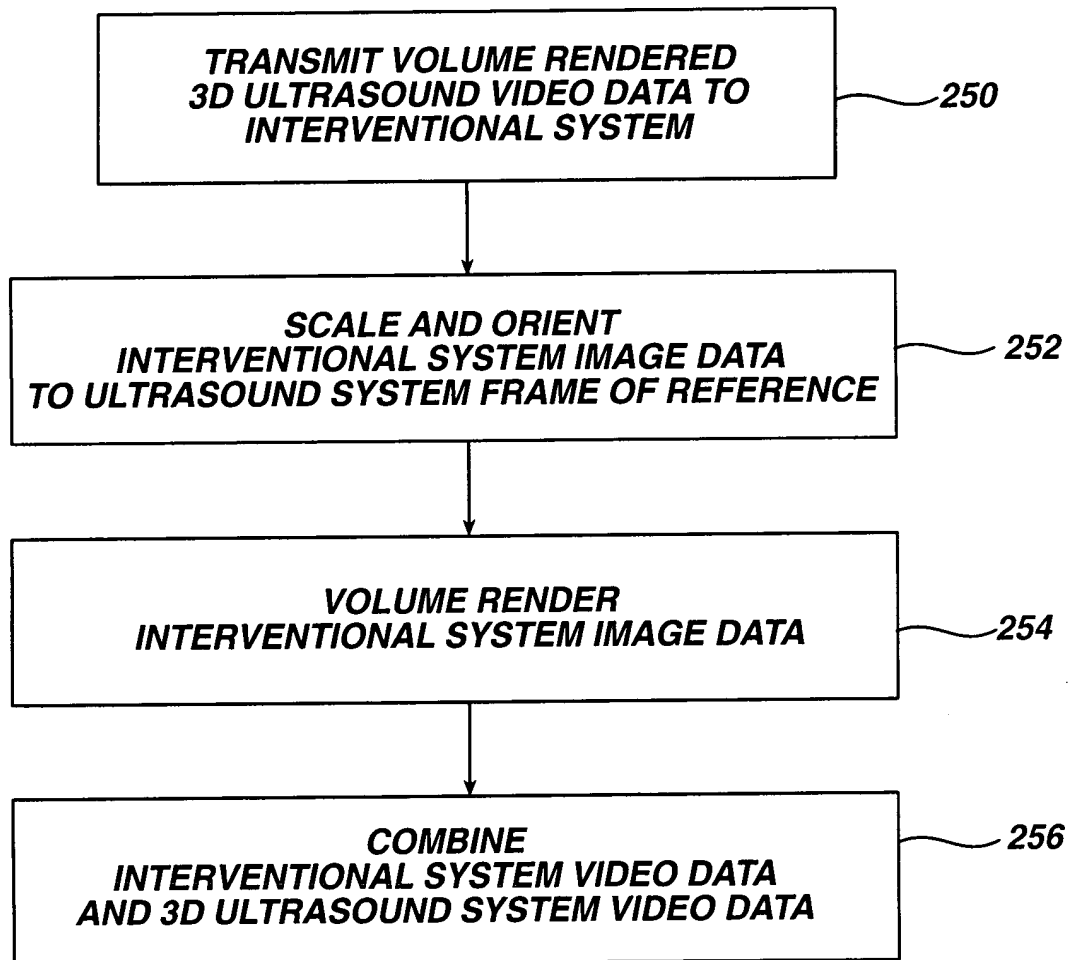 TRANSMIT VOLUME RENDERED
3D ULTRASOUND VIDEO DATA TO
INTERVENTIONAL SYSTEM
250
SCALE AND ORIENT
INTERVENTIONAL SYSTEM IMAGE DATA
TO ULTRASOUND SYSTEM FRAME OF REFERENCE
252
VOLUME RENDER
INTERVENTIONAL SYSTEM IMAGE DATA
254
COMBINE
INTERVENTIONAL SYSTEM VIDEO DATA
AND 3D ULTRASOUND SYSTEM VIDEO DATA
256